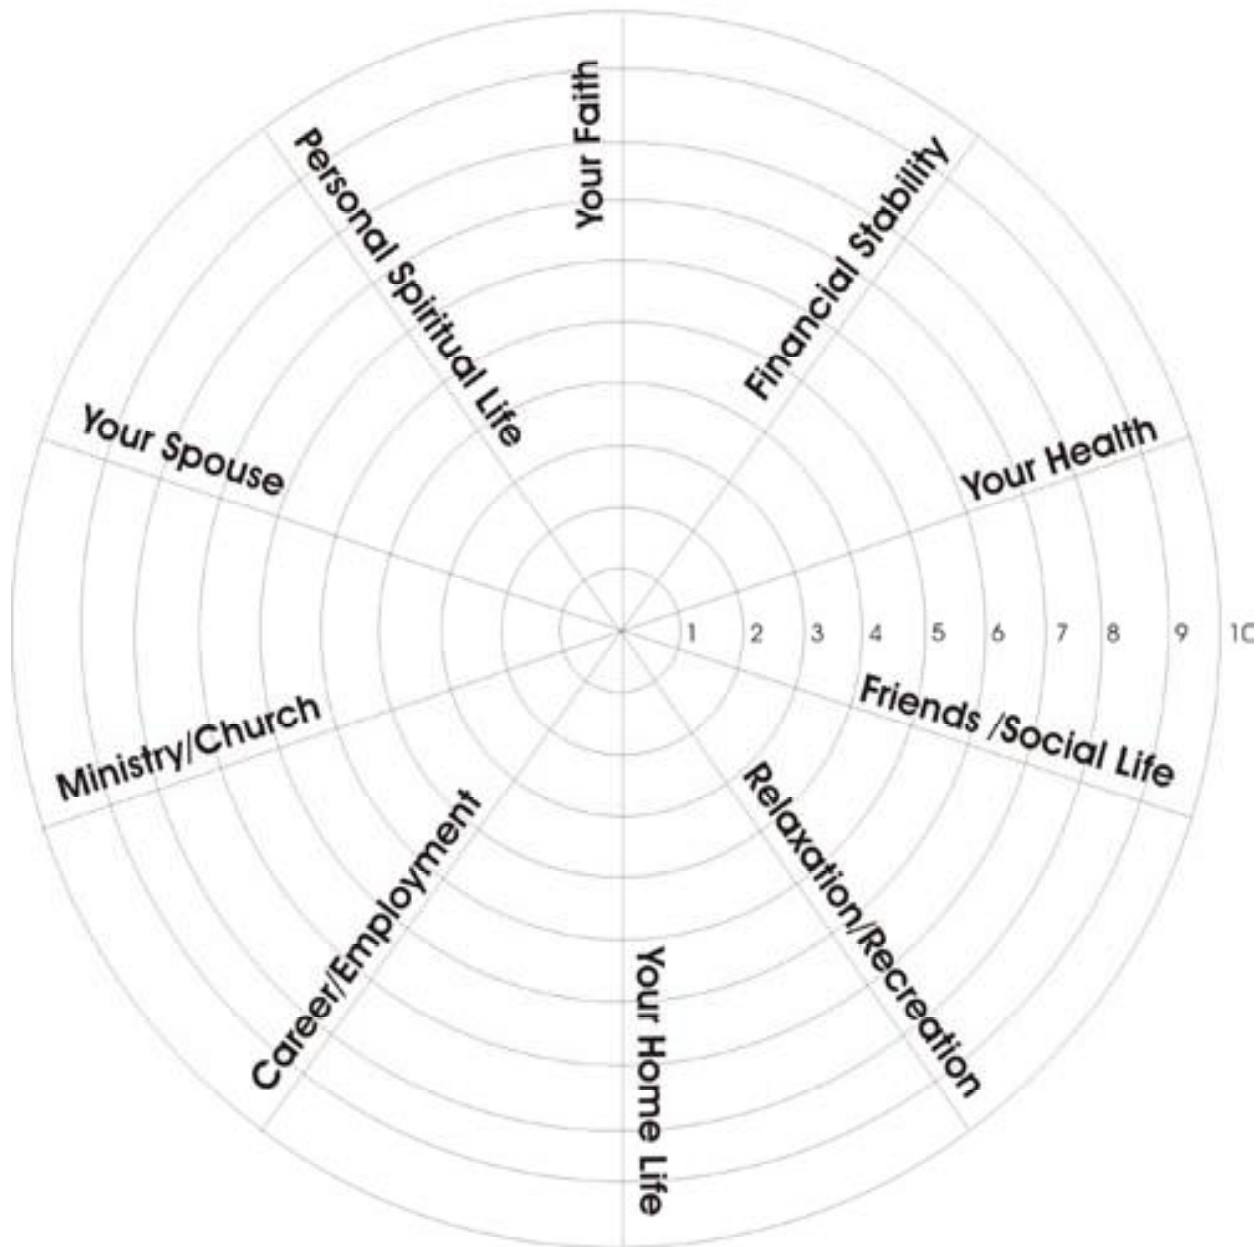 Your Faith
Financial Stability
Your Health
1 2 3 4 5 6 7 8 9 10
Friends /Social Life
Relaxation/Recreation
Your Home Life
Career/Employment
Ministry/Church
Your Spouse
Personal Spiritual Life